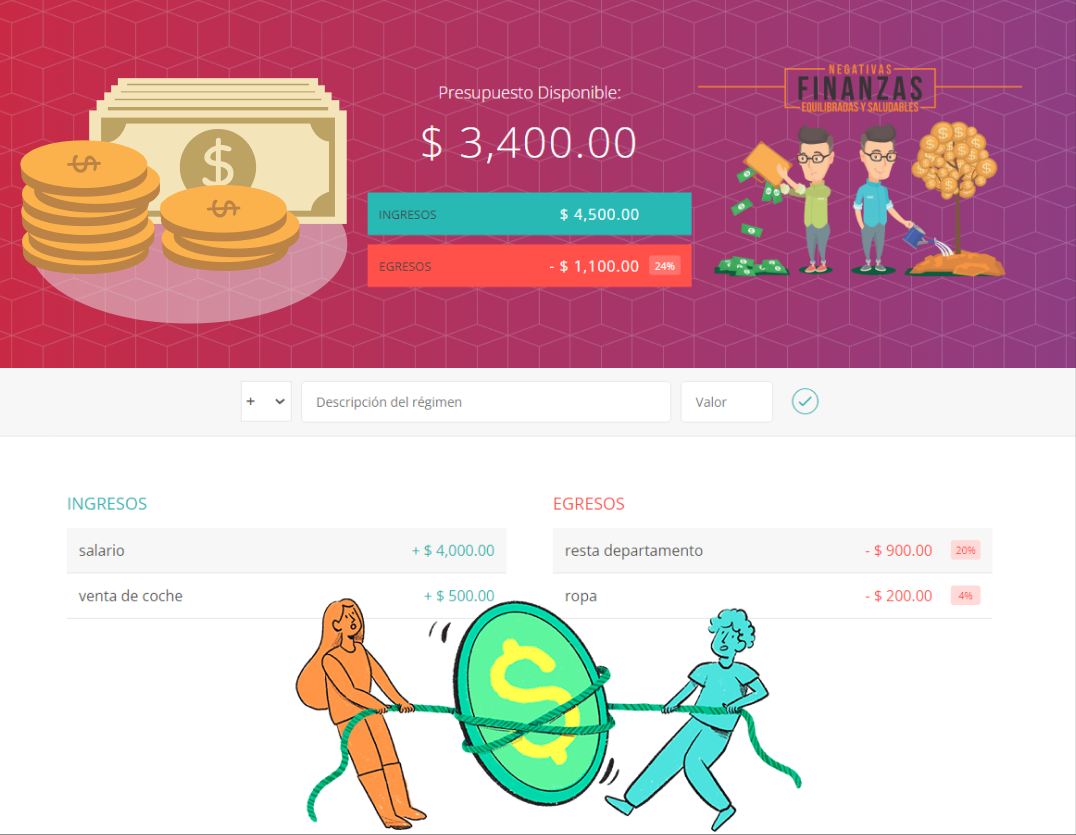 Presupuesto Disponible:
$ 3,400.00
INGRESOS $ 4,500.00
EGRESOS - $ 1,100.00 24%
NEGATIVAS
FINANZAS
EQUILIBRADAS Y SALUDABLES
+ Descripción del régimen Valor
INGRESOS
salario + $ 4,000.00
venta de coche + $ 500.00
EGRESOS
resta departamento - $ 900.00 20%
ropa - $ 200.00 4%